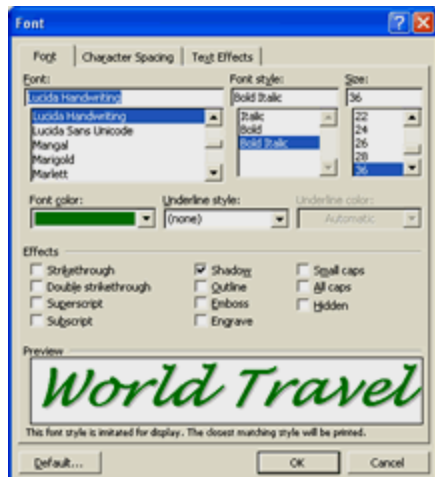 Font
Font Character Spacing Text Effects
Font: Font style: Size:
Lucida Handwriting Bold Italic 36
Lucida Handwriting Italic 22
Lucida Sans Unicode Bold 24
Mangal Bold Italic 26
Marigold 28
Marlett 36
Font color: Underline style: Underline color:
(none) Automatic
Effects
Strikethrough Shadow Small caps
Double strikethrough Outline All caps
Superscript Emboss Hidden
Subscript Engrave
Preview
World Travel
This font style is imitated for display. The closest matching style will be printed.
Default... OK Cancel